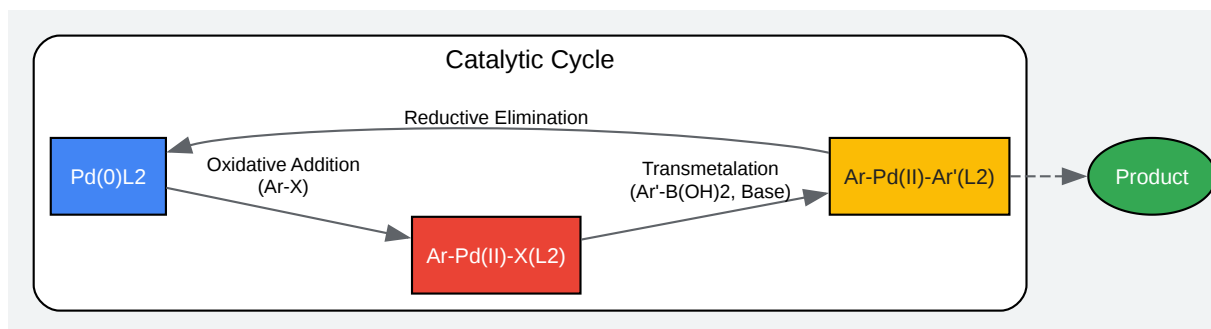 Catalytic Cycle
Reductive Elimination
Pd(0)L2
Oxidative Addition
(Ar-X)
Ar-Pd(II)-X(L2)
Transmetalation
(Ar'-B(OH)2, Base)
Ar-Pd(II)-Ar'(L2)
Product